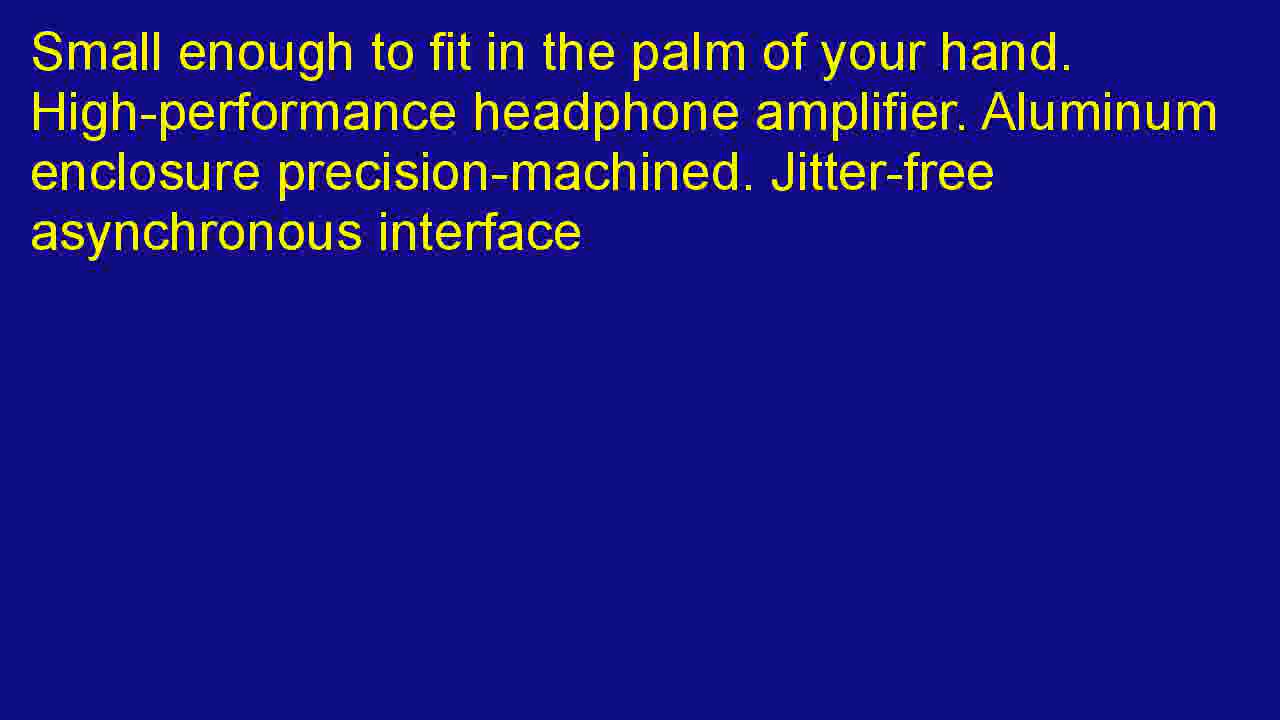 Small enough to fit in the palm of your hand.
High-performance headphone amplifier. Aluminum
enclosure precision-machined. Jitter-free
asynchronous interface